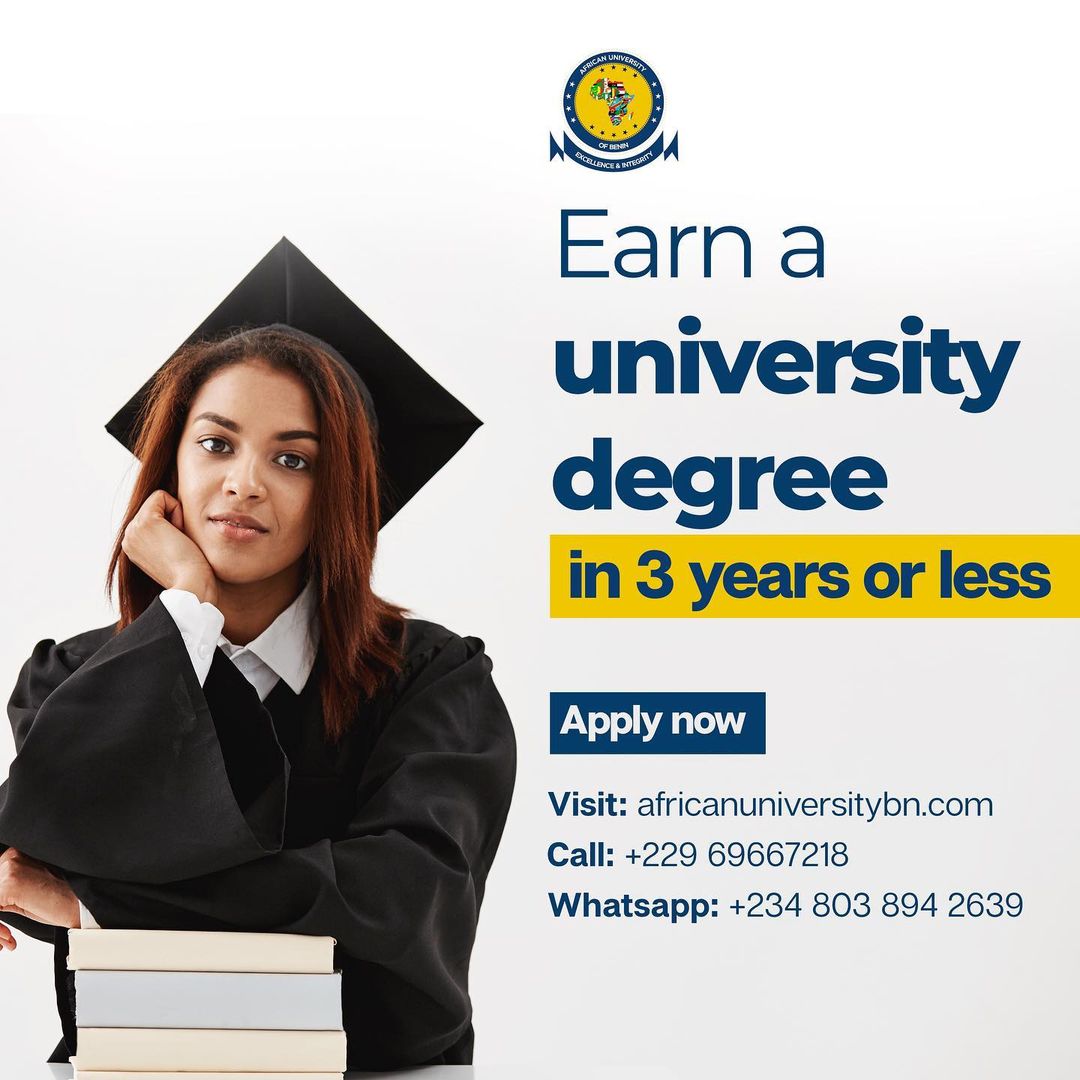 AFRICAN UNIVERSITY
OF BENIN
EXCELLENCE & INTEGRITY
Earn a
university
degree
in 3 years or less
Apply now
Visit: africanuniversitybn.com
Call: +229 69667218
Whatsapp: +234 803 894 2639